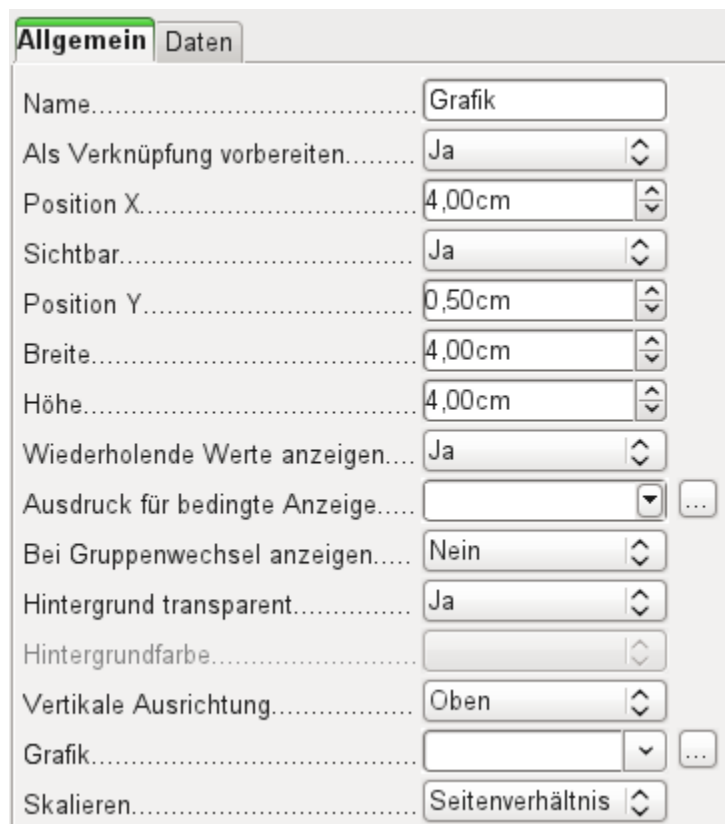 Allgemein Daten
Name........................................ Grafik
Als Verknüpfung vorbereiten......... Ja
Position X.................................. 4,00cm
Sichtbar..................................... Ja
Position Y.................................. 0,50cm
Breite........................................ 4,00cm
Höhe......................................... 4,00cm
Wiederholende Werte anzeigen.... Ja
Ausdruck für bedingte Anzeige..... ...
Bei Gruppenwechsel anzeigen..... Nein
Hintergrund transparent............... Ja
Hintergrundfarbe.........................
Vertikale Ausrichtung.................. Oben
Grafik........................................ ...
Skalieren................................... Seitenverhältnis